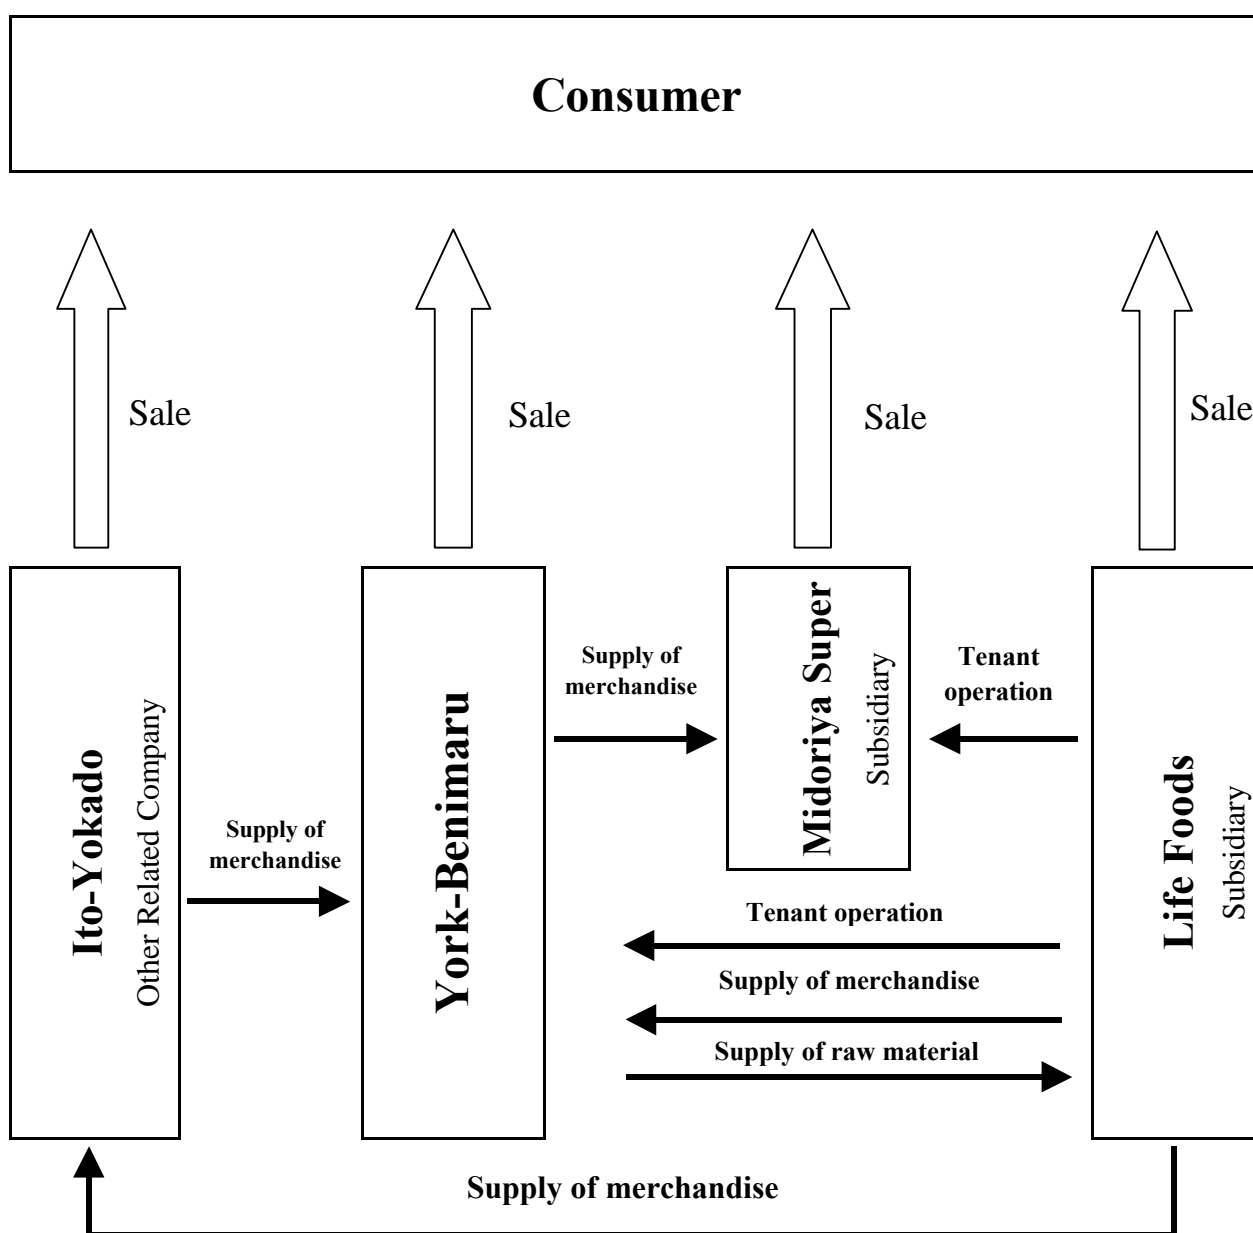 Consumer
Sale
Sale
Sale
Sale
Ito-Yokado
Other Related Company
Supply of
merchandise
York-Benimaru
Supply of
merchandise
Midoriya Super
Subsidiary
Tenant
operation
Life Foods
Subsidiary
Tenant operation
Supply of merchandise
Supply of raw material
Supply of merchandise